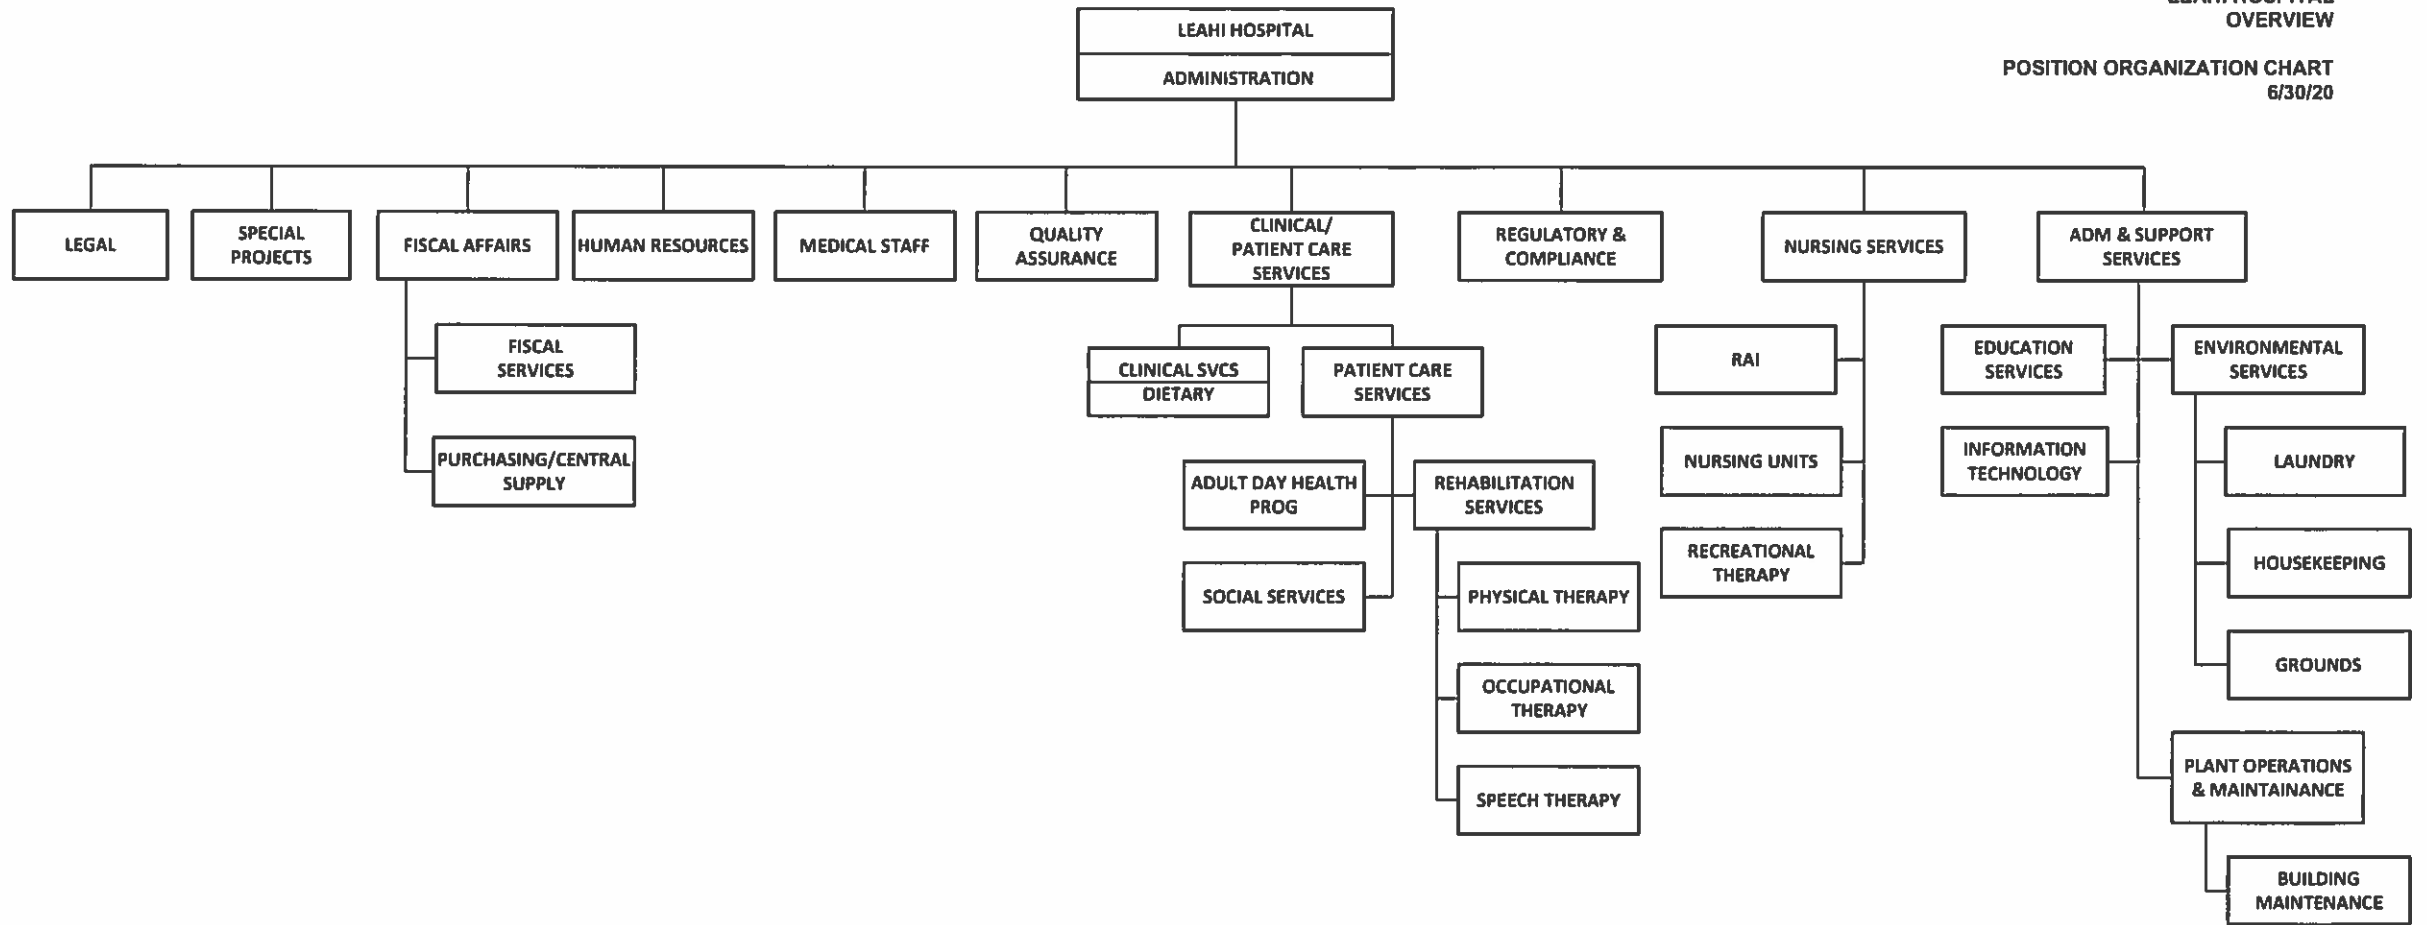 OVERVIEW
POSITION ORGANIZATION CHART
6/30/20
LEAHI HOSPITAL
ADMINISTRATION
LEGAL
SPECIAL
PROJECTS
FISCAL AFFAIRS
HUMAN RESOURCES
MEDICAL STAFF
QUALITY
ASSURANCE
CLINICAL/
PATIENT CARE
SERVICES
REGULATORY &
COMPLIANCE
NURSING SERVICES
ADM & SUPPORT
SERVICES
FISCAL
SERVICES
PURCHASING/CENTRAL
SUPPLY
CLINICAL SVCS
DIETARY
PATIENT CARE
SERVICES
ADULT DAY HEALTH
PROG
REHABILITATION
SERVICES
SOCIAL SERVICES
PHYSICAL THERAPY
OCCUPATIONAL
THERAPY
SPEECH THERAPY
RAI
NURSING UNITS
RECREATIONAL
THERAPY
EDUCATION
SERVICES
ENVIRONMENTAL
SERVICES
INFORMATION
TECHNOLOGY
LAUNDRY
HOUSEKEEPING
GROUNDS
PLANT OPERATIONS
& MAINTAINANCE
BUILDING
MAINTENANCE